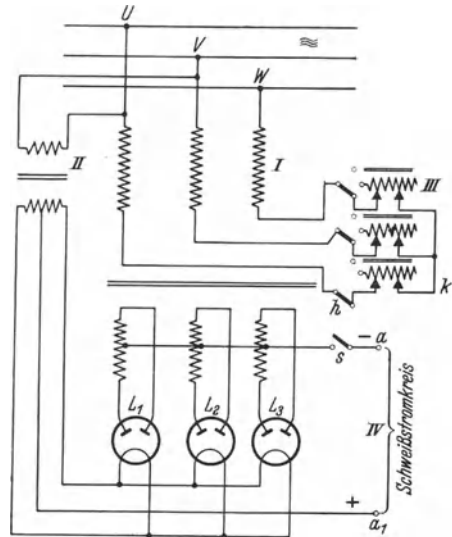 U
V
W
II
I
III
k
h
s
− a
L1
L2
L3
IV
Schweißstromkreis
+
a1